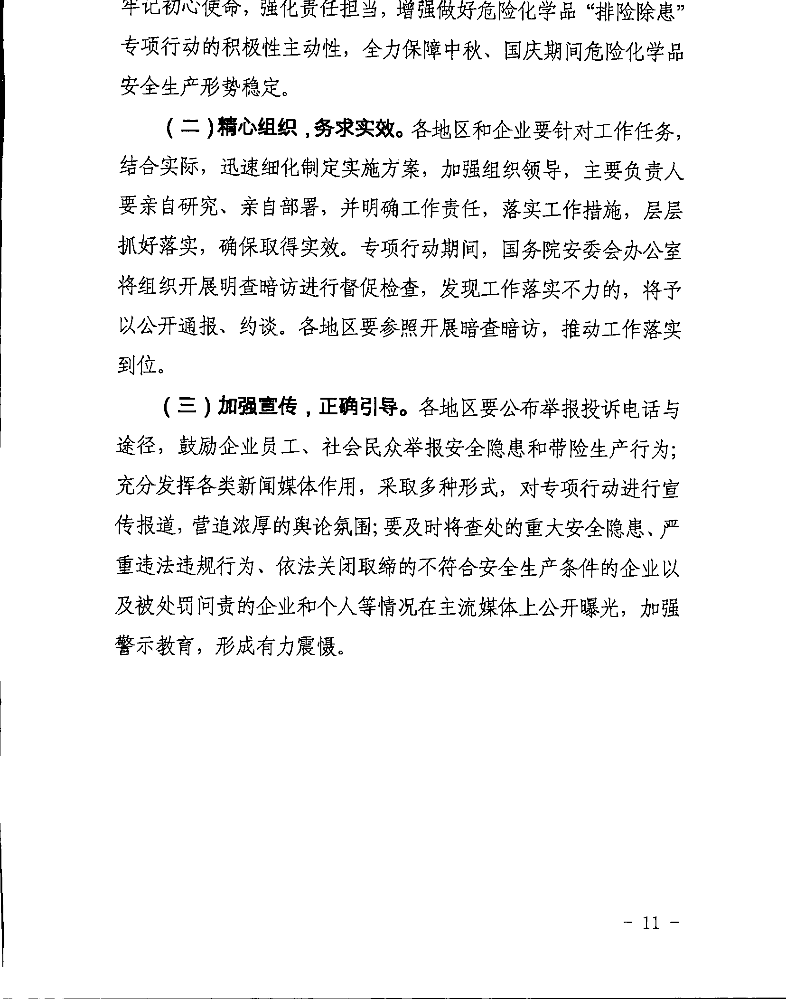 牢记初心使命，强化责任担当，增强做好危险化学品“排险除患”
专项行动的积极性主动性，全力保障中秋、国庆期间危险化学品
安全生产形势稳定。
（二）精心组织，务求实效。各地区和企业要针对工作任务，
结合实际，迅速细化制定实施方案，加强组织领导，主要负责人
要亲自研究、亲自部署，并明确工作责任，落实工作措施，层层
抓好落实，确保取得实效。专项行动期间，国务院安委会办公室
将组织开展明查暗访进行督促检查，发现工作落实不力的，将予
以公开通报、约谈。各地区要参照开展暗查暗访，推动工作落实
到位。
（三）加强宣传，正确引导。各地区要公布举报投诉电话与
途径，鼓励企业员工、社会民众举报安全隐患和带险生产行为；
充分发挥各类新闻媒体作用，采取多种形式，对专项行动进行宣
传报道，营追浓厚的舆论氛围；要及时将查处的重大安全隐患、严
重违法违规行为、依法关闭取缔的不符合安全生产条件的企业以
及被处罚问责的企业和个人等情况在主流媒体上公开曝光，加强
警示教育，形成有力震慑。
- 11 -